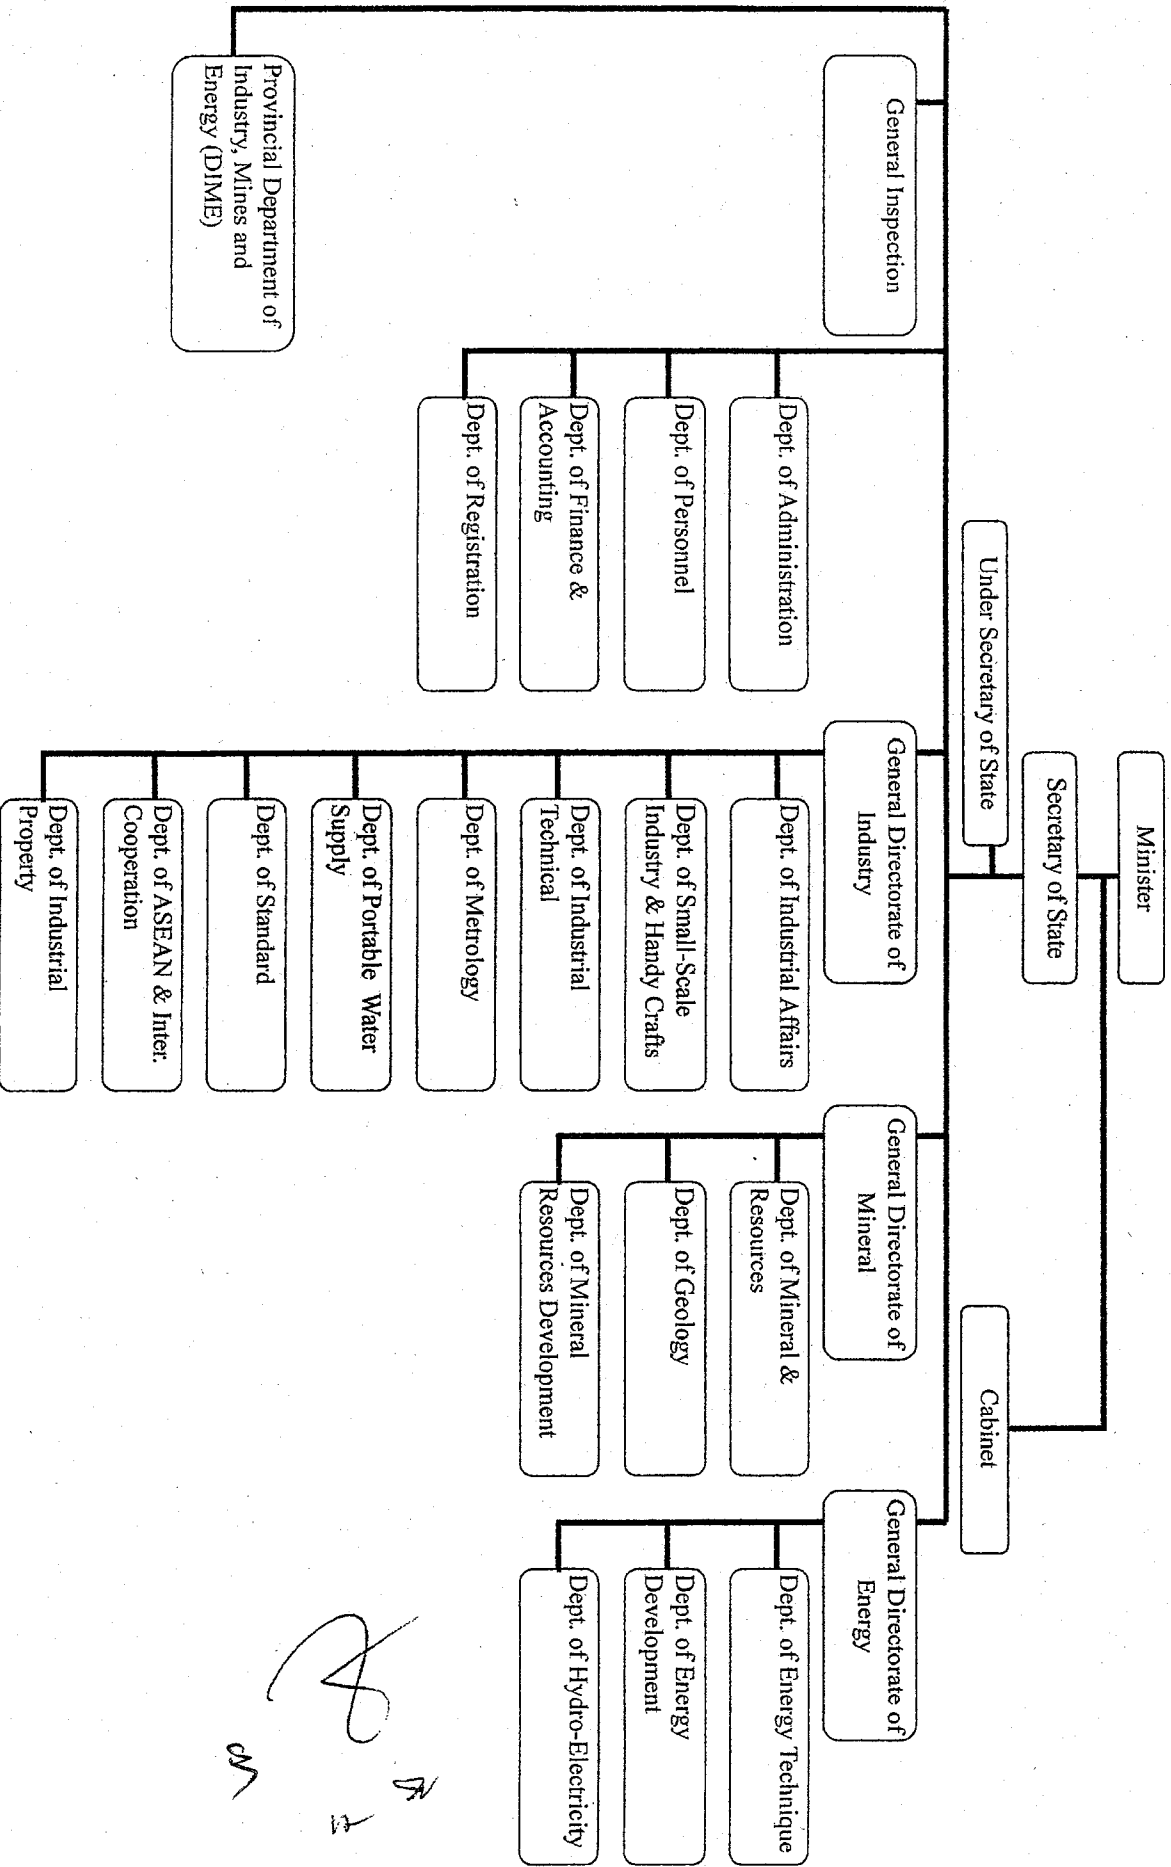 Minister
Secretary of State
Under Secretary of State
Cabinet
General Inspection
General Directorate of
Industry
General Directorate of
Mineral
General Directorate of
Energy
Dept. of Administration
Dept. of Personnel
Dept. of Finance &
Accounting
Dept. of Registration
Dept. of Industrial Affairs
Dept. of Small-Scale
Industry & Handy Crafts
Dept. of Industrial
Technical
Dept. of Metrology
Dept. of Portable Water
Supply
Dept. of Standard
Dept. of ASEAN & Inter.
Cooperation
Dept. of Industrial
Property
Dept. of Mineral &
Resources
Dept. of Geology
Dept. of Mineral
Resources Development
Dept. of Energy Technique
Dept. of Energy
Development
Dept. of Hydro-Electricity
Provincial Department of
Industry, Mines and
Energy (DIME)